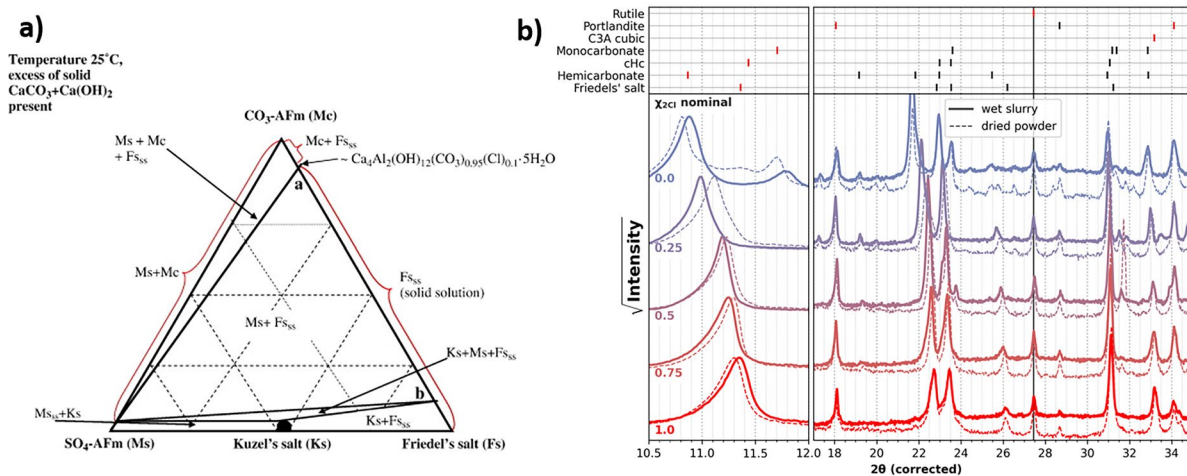 a)
Temperature 25°C,
excess of solid
CaCO3+Ca(OH)2
present
CO3-AFm (Mc)
Mc+ Fsss
Ms + Mc
+ Fsss
~ Ca4Al2(OH)12(CO3)0.95(Cl)0.1·5H2O
a
Ms+Mc
Fsss
(solid solution)
Ms+ Fsss
Ks+Ms+Fsss
b
Msss+Ks
Ks+Fsss
SO4-AFm (Ms)
Kuzel's salt (Ks)
Friedel's salt (Fs)
b)
Rutile
Portlandite
C3A cubic
Monocarbonate
cHc
Hemicarbonate
Friedels' salt
χ2Cl nominal
wet slurry
dried powder
0.0
0.25
0.5
0.75
1.0
√Intensity
10.5 11.0 11.5 12.0 18 20 22 24 26 28 30 32 34
2θ (corrected)